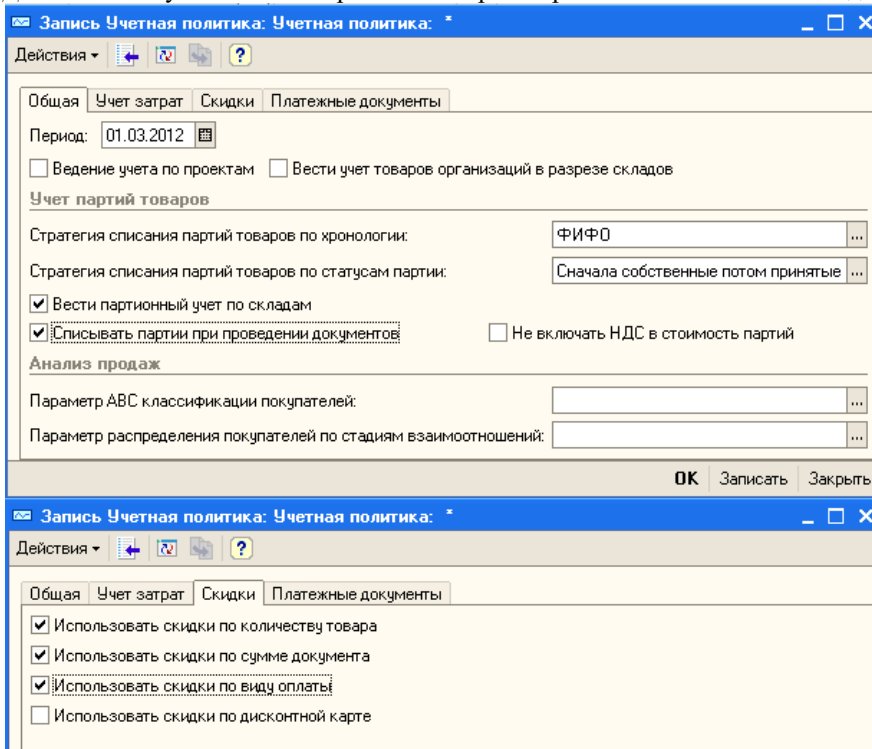 Запись Учетная политика: Учетная политика: *
Действия
Общая Учет затрат Скидки Платежные документы
Период: 01.03.2012
Ведение учета по проектам Вести учет товаров организаций в разрезе складов
Учет партий товаров
Стратегия списания партий товаров по хронологии: ФИФО ...
Стратегия списания партий товаров по статусам партии: Сначала собственные потом принятые ...
Вести партионный учет по складам
Списывать партии при проведении документов Не включать НДС в стоимость партий
Анализ продаж
Параметр ABC классификации покупателей: ...
Параметр распределения покупателей по стадиям взаимоотношений: ...
OK Записать Закрыть
Запись Учетная политика: Учетная политика: *
Действия
Общая Учет затрат Скидки Платежные документы
Использовать скидки по количеству товара
Использовать скидки по сумме документа
Использовать скидки по виду оплаты
Использовать скидки по дисконтной карте